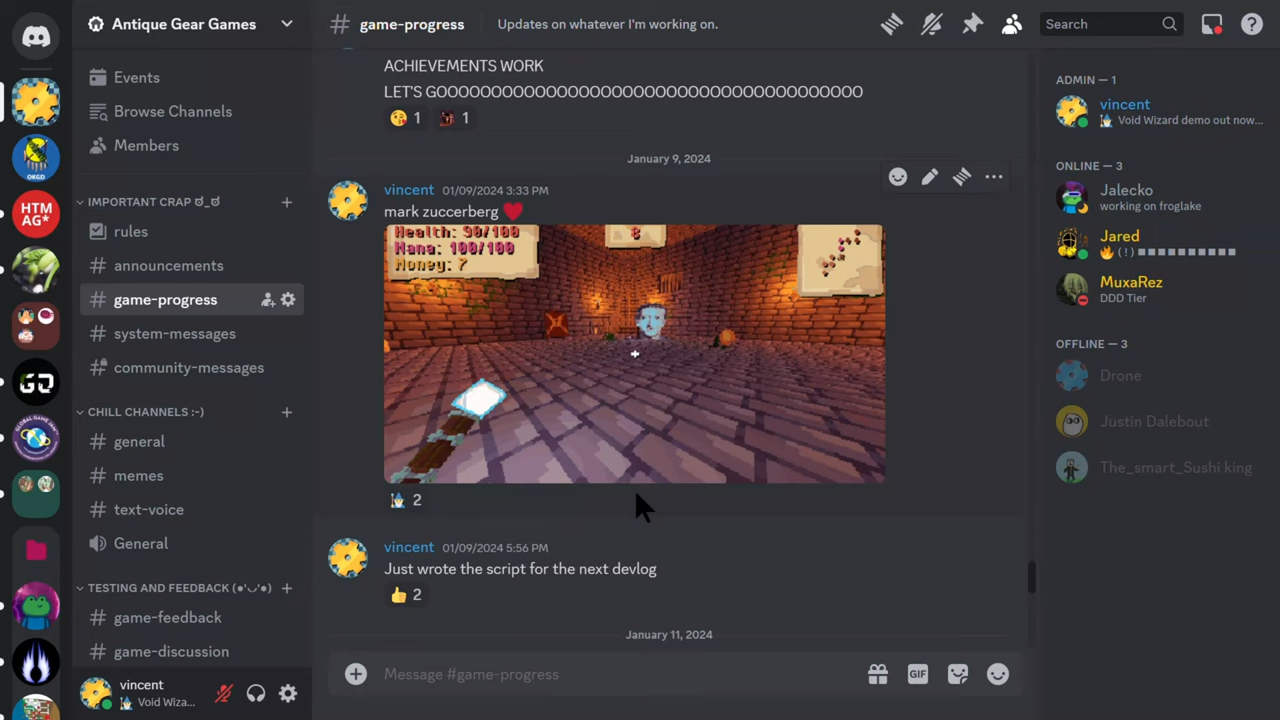 Antique Gear Games
Events
Browse Channels
Members
IMPORTANT CRAP ಠ_ಠ
rules
announcements
game-progress
system-messages
community-messages
CHILL CHANNELS :-)
general
memes
text-voice
General
TESTING AND FEEDBACK (•'◡'•)
game-feedback
game-discussion
vincent
Void Wiza...
OKGD
HTM
AG*
GLOBAL GAME JAM
# game-progress
Updates on whatever I'm working on.
Search
ACHIEVEMENTS WORK
LET'S GOOOOOOOOOOOOOOOOOOOOOOOOOOOOOOOOOOOOOOO
1
1
January 9, 2024
vincent 01/09/2024 3:33 PM
mark zuccerberg
Health: 90/100
Mana: 100/100
Money: 7
8
2
vincent 01/09/2024 5:56 PM
Just wrote the script for the next devlog
2
January 11, 2024
Message #game-progress
GIF
ADMIN — 1
vincent
Void Wizard demo out now...
ONLINE — 3
Jalecko
working on froglake
Jared
(!)
MuxaRez
DDD Tier
OFFLINE — 3
Drone
Justin Dalebout
The_smart_Sushi king